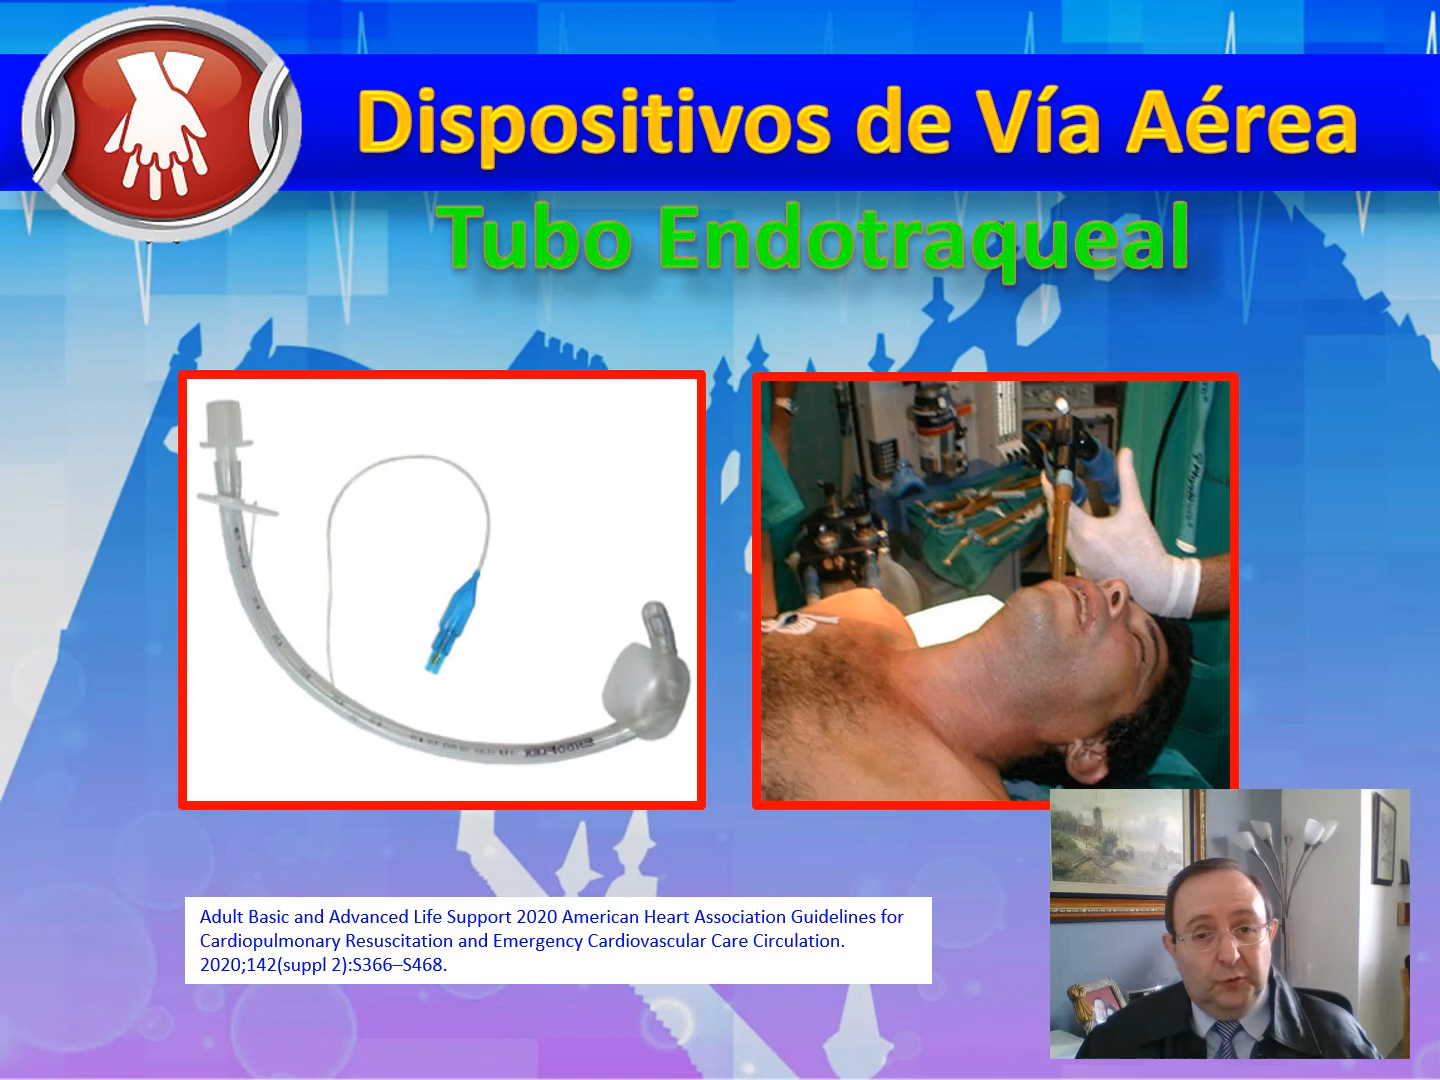 Dispositivos de Vía Aérea
Tubo Endotraqueal
Adult Basic and Advanced Life Support 2020 American Heart Association Guidelines for
Cardiopulmonary Resuscitation and Emergency Cardiovascular Care Circulation.
2020;142(suppl 2):S366–S468.